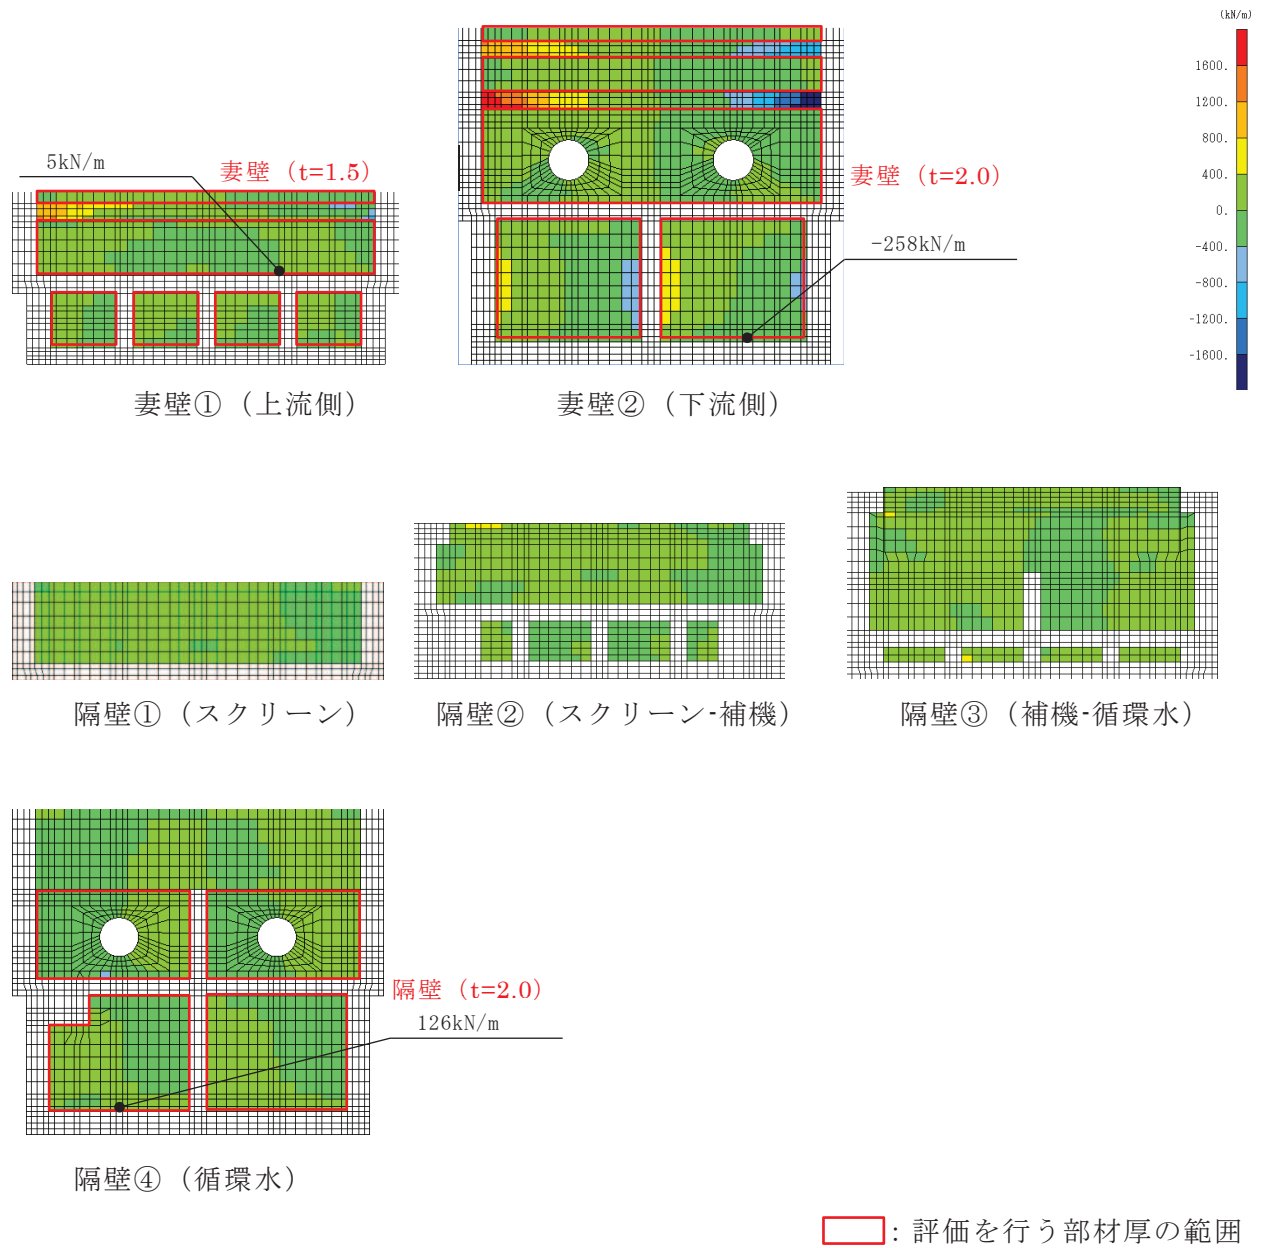 (kN/m)
1600.
1200.
800.
400.
0.
-400.
-800.
-1200.
-1600.
5kN/m
妻壁（t=1.5）
妻壁（t=2.0）
-258kN/m
妻壁①（上流側）
妻壁②（下流側）
隔壁①（スクリーン）
隔壁②（スクリーン-補機）
隔壁③（補機-循環水）
隔壁（t=2.0）
126kN/m
隔壁④（循環水）
：評価を行う部材厚の範囲